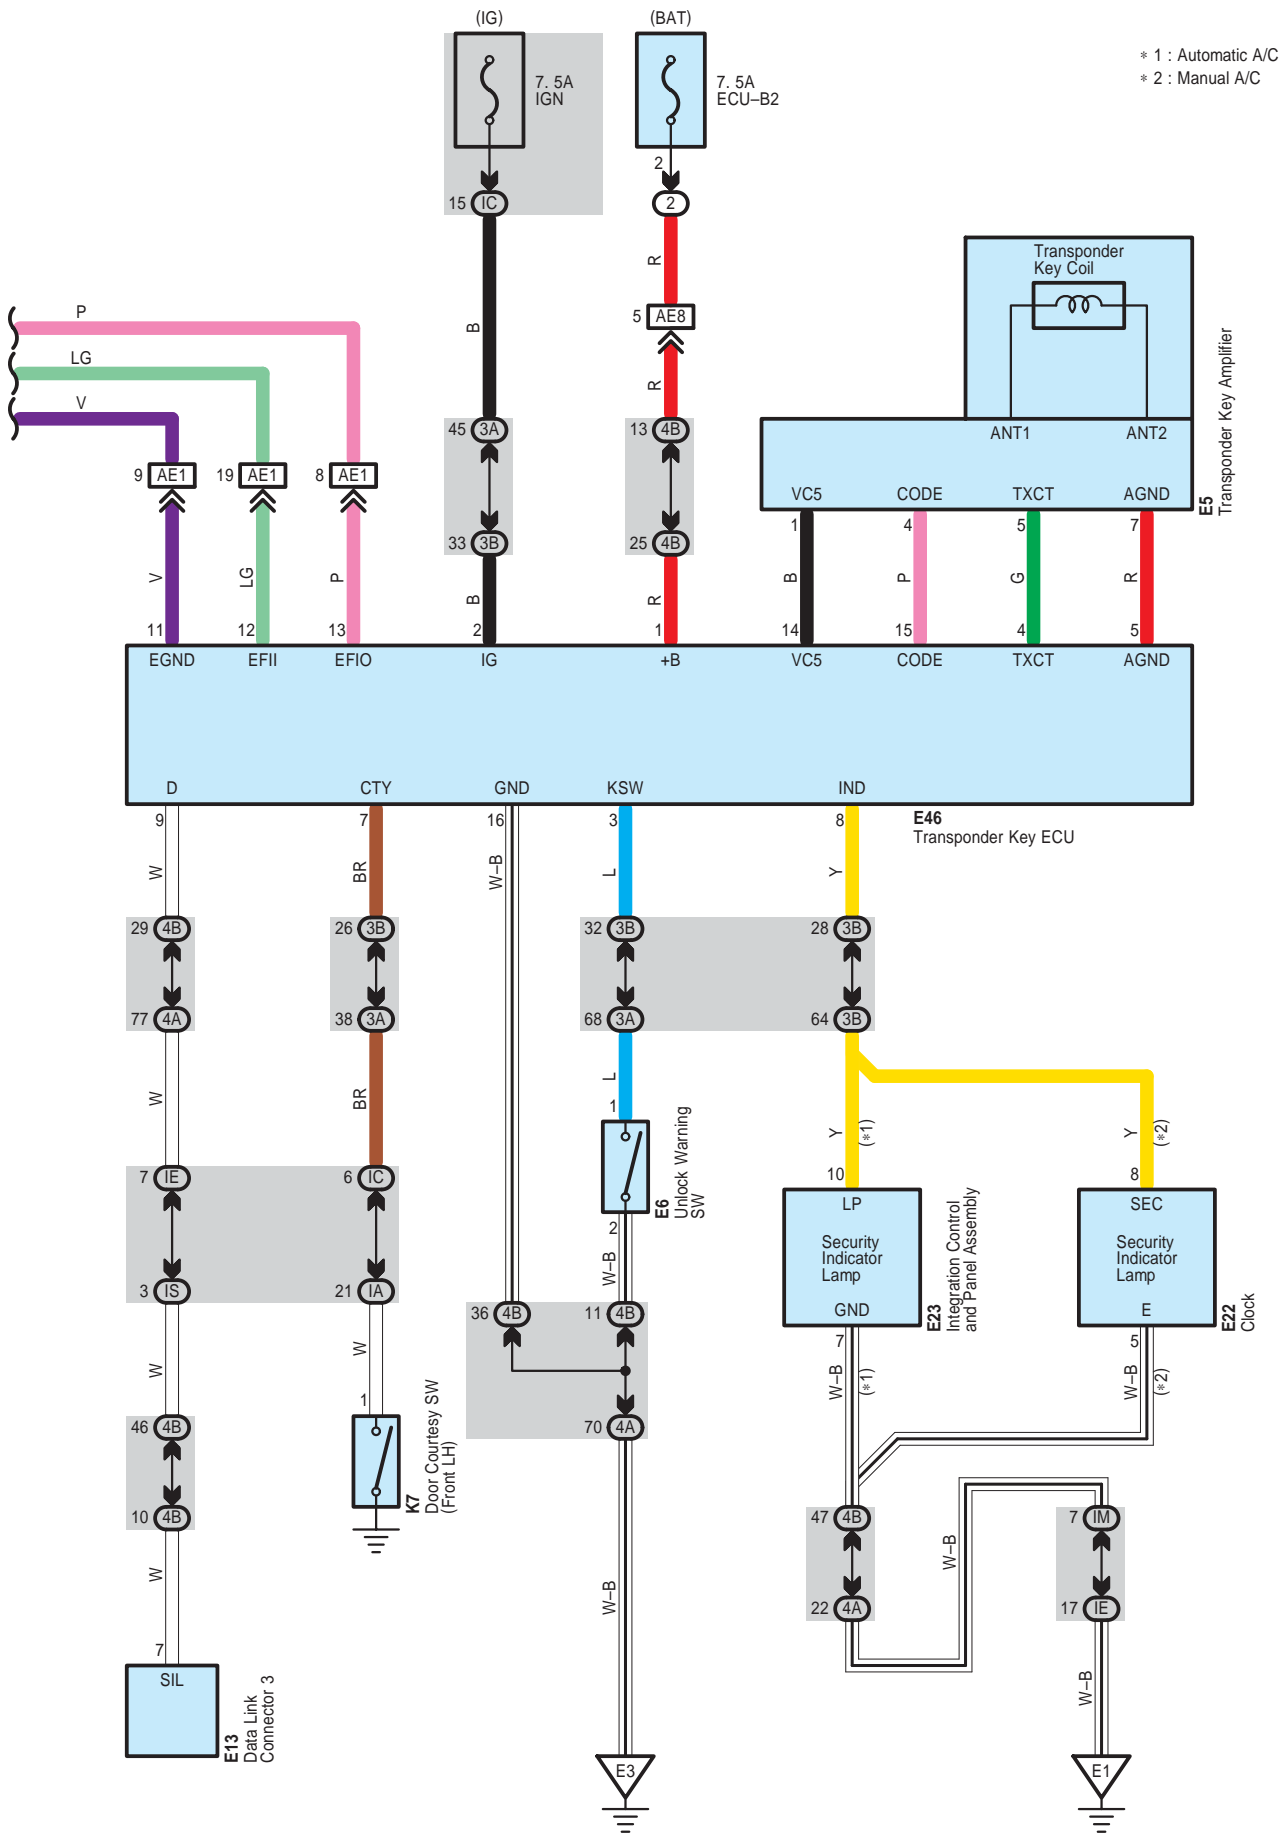 (IG)
(BAT)
* 1 : Automatic A/C
* 2 : Manual A/C
7. 5A
IGN
7. 5A
ECU–B2
2
15 IC
2
R
Transponder
Key Coil
P
LG
V
B
5 AE8
R
ANT1 ANT2
45 3A
13 4B
9 AE1
19 AE1
8 AE1
VC5 CODE TXCT AGND
E5
Transponder Key Amplifier
1 4 5 7
33 3B
25 4B
V LG P B R B P G R
11 12 13 2 1 14 15 4 5
EGND EFII EFIO IG +B VC5 CODE TXCT AGND
D CTY GND KSW IND
E46
Transponder Key ECU
9 7 16 3 8
W BR W–B L Y
29 4B
26 3B
32 3B
28 3B
77 4A
38 3A
68 3A
64 3B
W BR L
1
Y
(*1)
Y
(*2)
7 IE
6 IC
10
8
E6
Unlock Warning
SW
2
W–B
LP
Security
Indicator
Lamp
GND
E23
Integration Control
and Panel Assembly
SEC
Security
Indicator
Lamp
E
E22
Clock
3 IS
21 IA
36 4B
11 4B
7
5
W W
W–B
(*1)
W–B
(*2)
1
46 4B
70 4A
K7
Door Courtesy SW
(Front LH)
10 4B
47 4B
7 IM
W
W–B
W–B
22 4A
17 IE
7
SIL
E13
Data Link
Connector 3
W–B
E3
E1